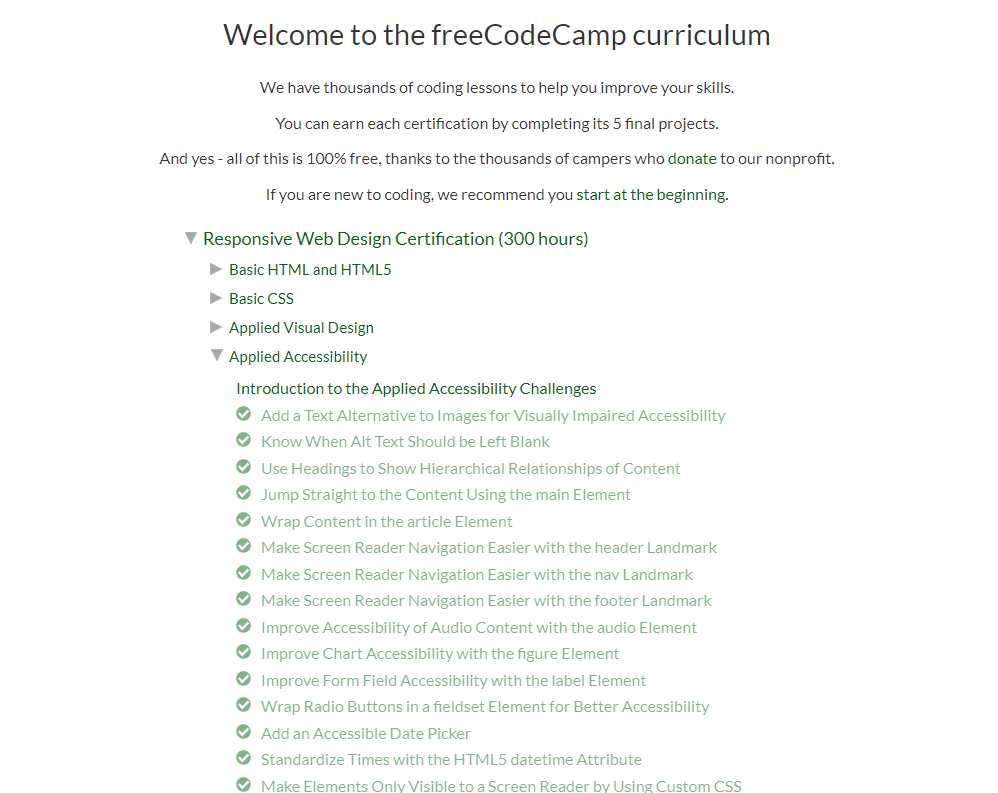 Welcome to the freeCodeCamp curriculum
We have thousands of coding lessons to help you improve your skills.
You can earn each certification by completing its 5 final projects.
And yes - all of this is 100% free, thanks to the thousands of campers who donate to our nonprofit.
If you are new to coding, we recommend you start at the beginning.
Responsive Web Design Certification (300 hours)
Basic HTML and HTML5
Basic CSS
Applied Visual Design
Applied Accessibility
Introduction to the Applied Accessibility Challenges
Add a Text Alternative to Images for Visually Impaired Accessibility
Know When Alt Text Should be Left Blank
Use Headings to Show Hierarchical Relationships of Content
Jump Straight to the Content Using the main Element
Wrap Content in the article Element
Make Screen Reader Navigation Easier with the header Landmark
Make Screen Reader Navigation Easier with the nav Landmark
Make Screen Reader Navigation Easier with the footer Landmark
Improve Accessibility of Audio Content with the audio Element
Improve Chart Accessibility with the figure Element
Improve Form Field Accessibility with the label Element
Wrap Radio Buttons in a fieldset Element for Better Accessibility
Add an Accessible Date Picker
Standardize Times with the HTML5 datetime Attribute
Make Elements Only Visible to a Screen Reader by Using Custom CSS